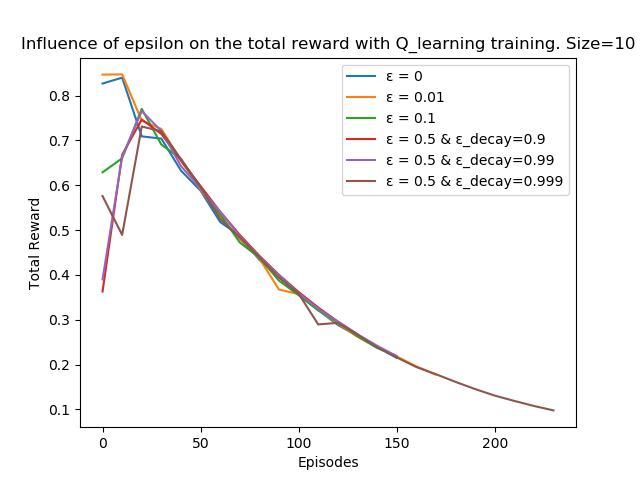 Influence of epsilon on the total reward with Q_learning training. Size=10
ε = 0
ε = 0.01
ε = 0.1
ε = 0.5 & ε_decay=0.9
ε = 0.5 & ε_decay=0.99
ε = 0.5 & ε_decay=0.999
Total Reward
0.8
0.7
0.6
0.5
0.4
0.3
0.2
0.1
0 50 100 150 200
Episodes